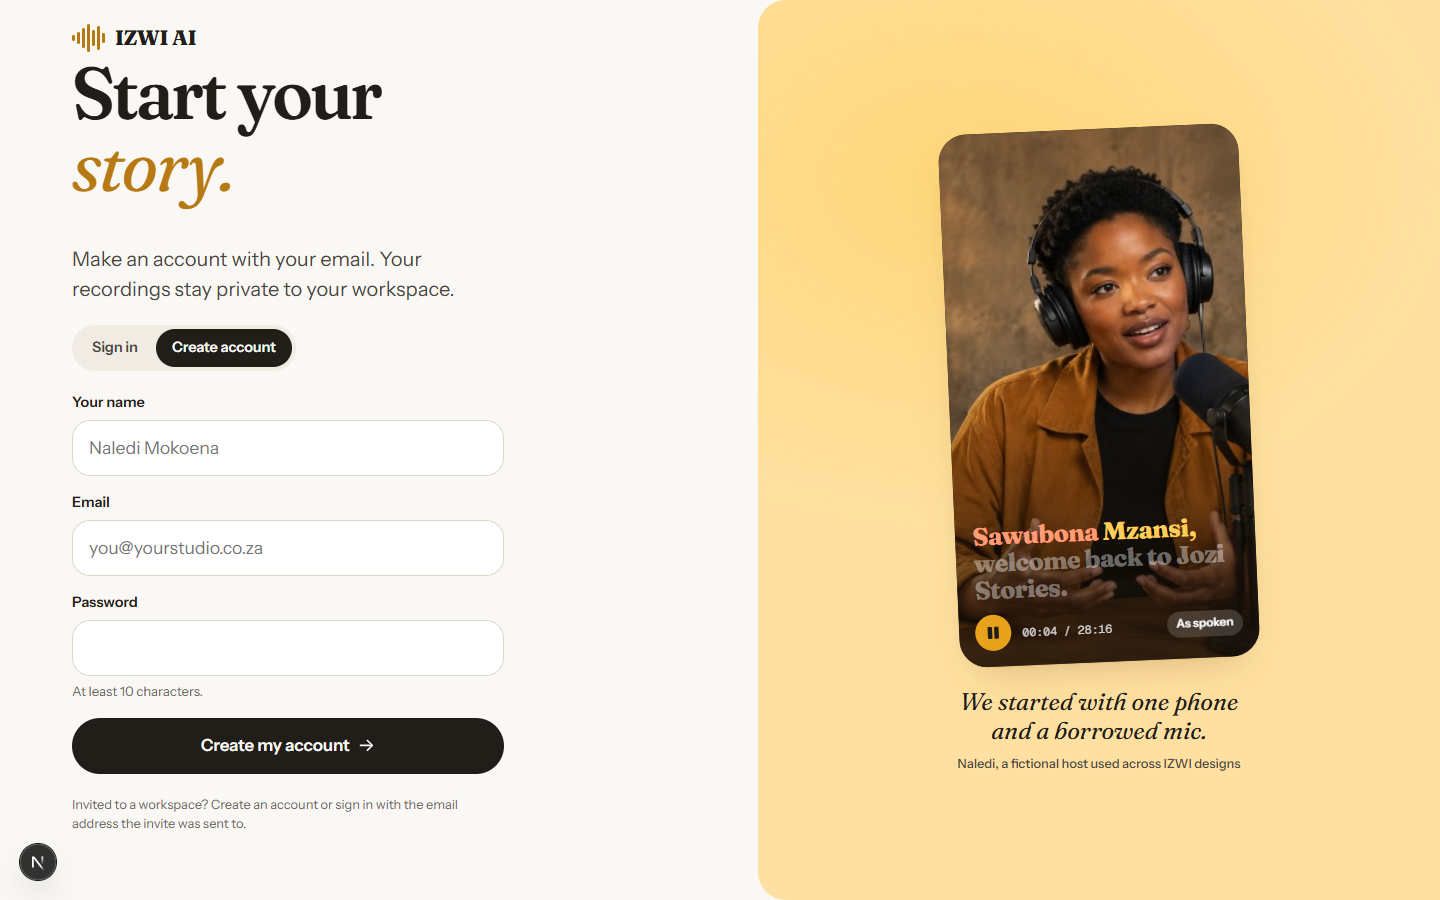 IZWI AI
Start your
story.
Make an account with your email. Your
recordings stay private to your workspace.
Sign in
Create account
Your name
Naledi Mokoena
Email
you@yourstudio.co.za
Password
At least 10 characters.
Create my account →
Invited to a workspace? Create an account or sign in with the email
address the invite was sent to.
N
Sawubona Mzansi,
welcome back to Jozi
Stories.
00:04 / 28:16
As spoken
We started with one phone
and a borrowed mic.
Naledi, a fictional host used across IZWI designs